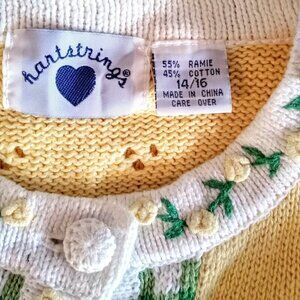 hartstrings®
55% RAMIE
45% COTTON
14/16
MADE IN CHINA
CARE OVER